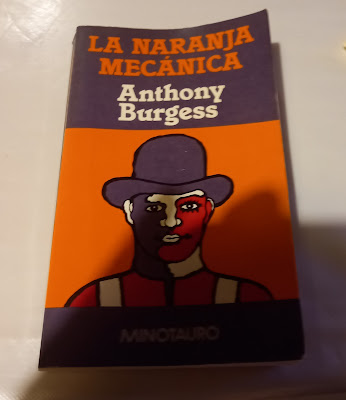 LA NARANJA
MECÁNICA
Anthony
Burgess
MINOTAURO